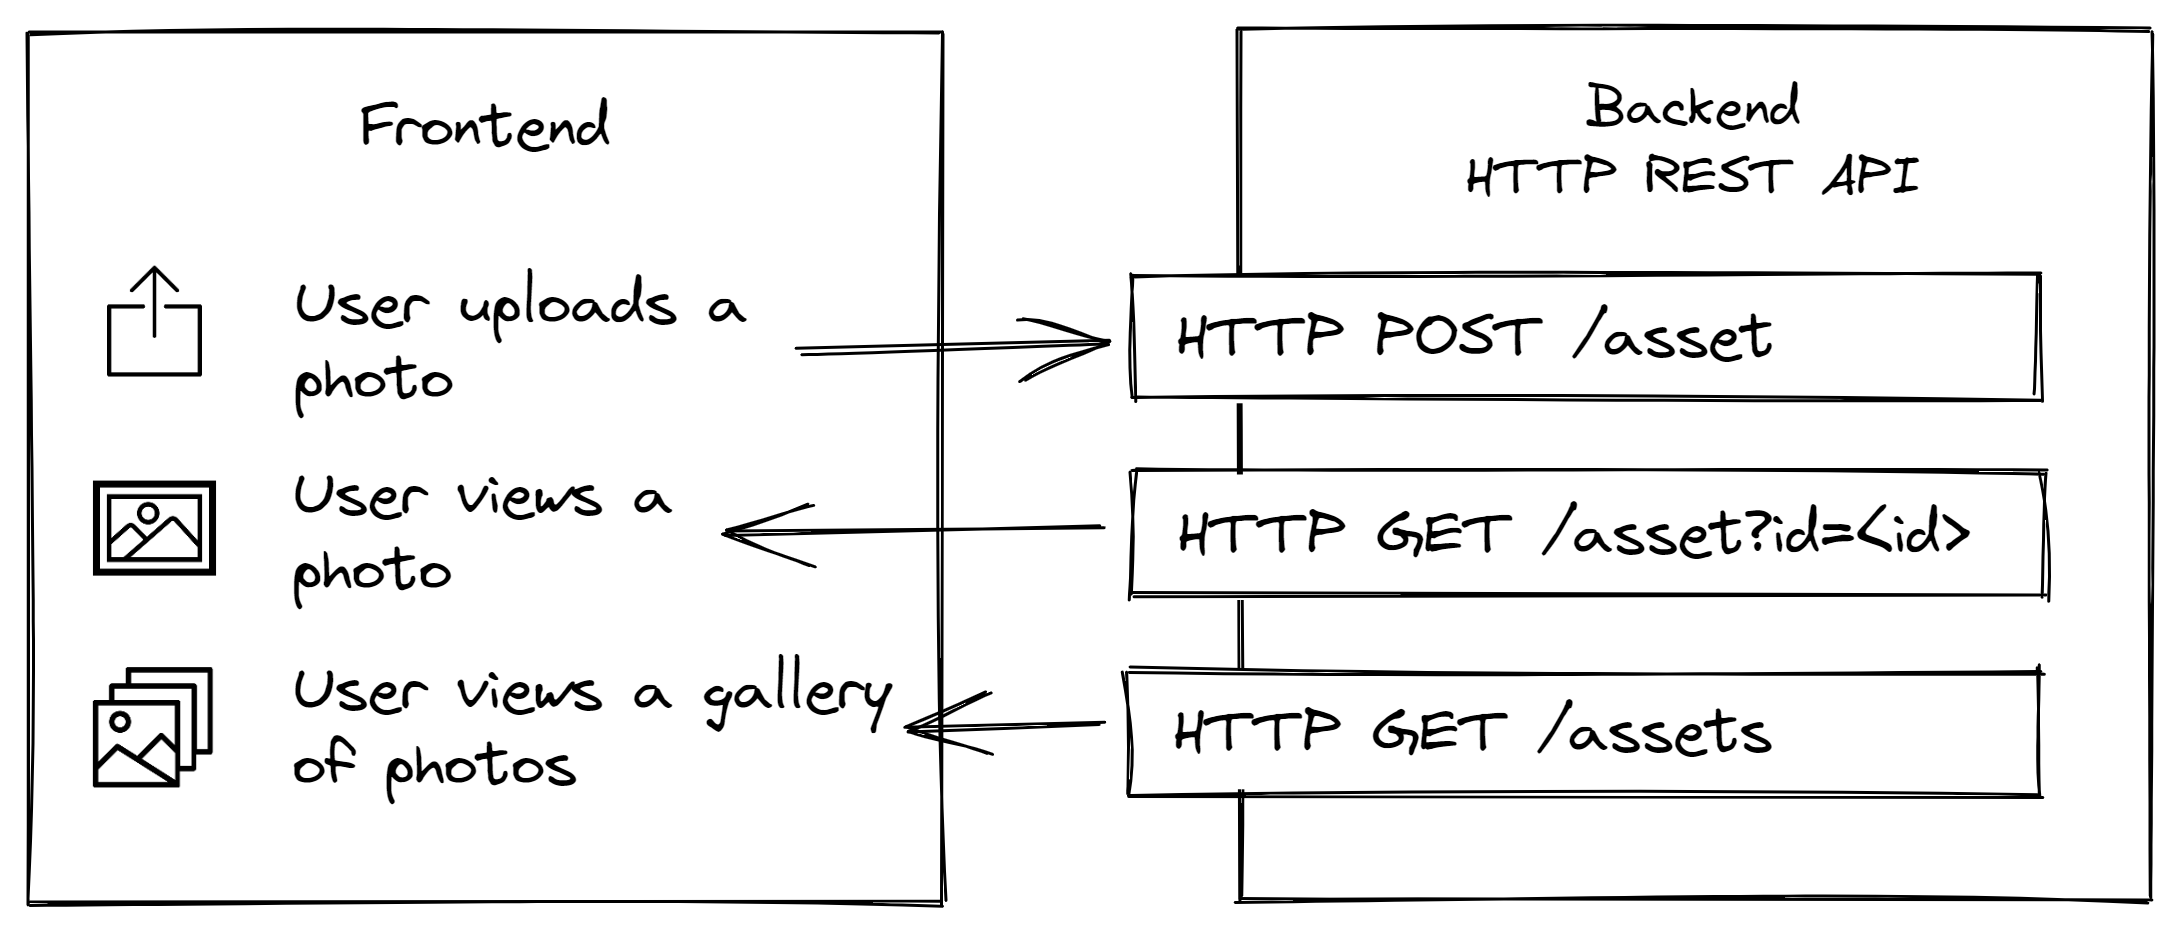 Frontend
User uploads a
photo
User views a
photo
User views a gallery
of photos
Backend
HTTP REST API
HTTP POST /asset
HTTP GET /asset?id=<id>
HTTP GET /assets